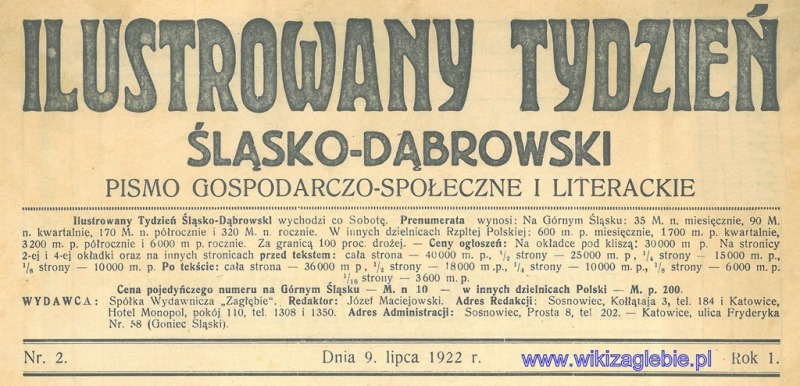 ILUSTROWANY TYDZIEŃ
ŚLĄSKO-DĄBROWSKI
PISMO GOSPODARCZO-SPOŁECZNE I LITERACKIE
Ilustrowany Tydzień Śląsko-Dąbrowski wychodzi co Sobotę. Prenumerata wynosi: Na Górnym Śląsku: 35 M. n. miesięcznie, 90 M.
n. kwartalnie, 170 M. n. półrocznie i 320 M. n. rocznie. W innych dzielnicach Rzpltej Polskiej: 600 m. p. miesięcznie, 1700 m. p. kwartalnie,
3200 m. p. półrocznie i 6000 m p. rocznie. Za granicą 100 proc. drożej. — Ceny ogłoszeń: Na okładce pod kliszą: 30000 m p. Na stronicy
2-ej i 4-ej okładki oraz na innych stronicach przed tekstem: cała strona — 40000 m. p., 1/2 strony — 25000 m p, 1/4 strony — 15000 m. p.,
1/8 strony — 10000 m. p. Po tekście: cała strona — 36000 m p, 1/2 strony — 18000 m .p., 1/4 strony — 10000 m. p., 1/8 strony — 6000 m. p.
1/16 strony — 3600 m. p.
Cena pojedyńczego numeru na Górnym Śląsku — M. n 10 — w innych dzielnicach Polski — M. p. 200.
WYDAWCA: Spółka Wydawnicza „Zagłębie". Redaktor: Józef Maciejowski. Adres Redakcji: Sosnowiec, Kołłątaja 3, tel. 184 i Katowice,
Hotel Monopol, pokój 110, tel. 1308 i 1350. Adres Administracji: Sosnowiec, Prosta 8, tel 202. — Katowice, ulica Fryderyka
Nr. 58 (Goniec Śląski).
Nr. 2. Dnia 9. lipca 1922 r. www.wikizaglebie.pl Rok 1.